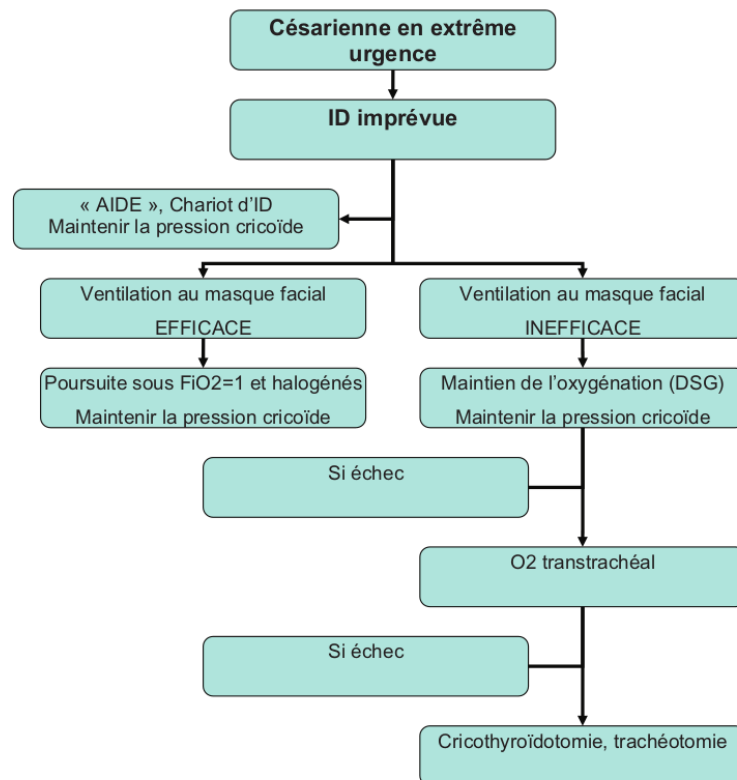 Césarienne en extrême
urgence
ID imprévue
« AIDE », Chariot d’ID
Maintenir la pression cricoïde
Ventilation au masque facial
EFFICACE
Ventilation au masque facial
INEFFICACE
Poursuite sous FiO2=1 et halogénés
Maintenir la pression cricoïde
Maintien de l’oxygénation (DSG)
Maintenir la pression cricoïde
Si échec
O2 transtrachéal
Si échec
Cricothyroïdotomie, trachéotomie